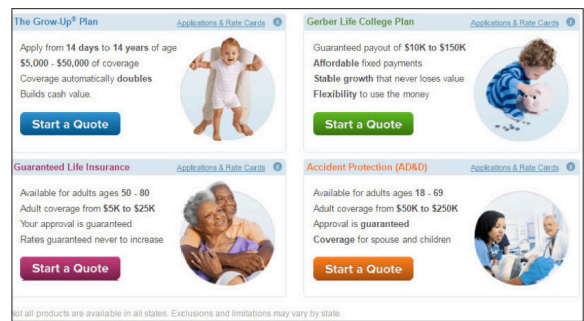 The Grow-Up® Plan
Applications & Rate Cards
Apply from 14 days to 14 years of age
$5,000 - $50,000 of coverage
Coverage automatically doubles
Builds cash value.
Start a Quote
Gerber Life College Plan
Applications & Rate Cards
Guaranteed payout of $10K to $150K
Affordable fixed payments
Stable growth that never loses value
Flexibility to use the money
Start a Quote
Guaranteed Life Insurance
Applications & Rate Cards
Available for adults ages 50 - 80
Adult coverage from $5K to $25K
Your approval is guaranteed
Rates guaranteed never to increase
Start a Quote
Accident Protection (AD&D)
Applications & Rate Cards
Available for adults ages 18 - 69
Adult coverage from $50K to $250K
Approval is guaranteed
Coverage for spouse and children
Start a Quote
Not all products are available in all states. Exclusions and limitations may vary by state.